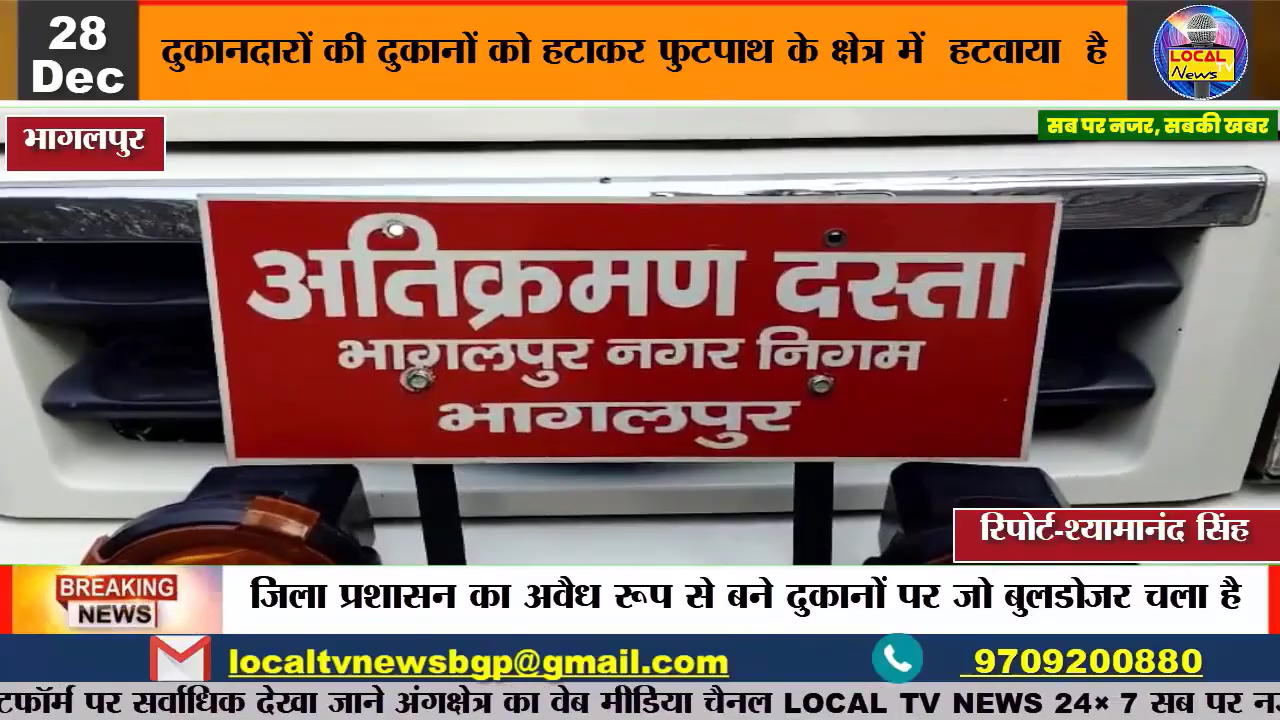 28
Dec
दुकानदारों की दुकानों को हटाकर फुटपाथ के क्षेत्र में हटवाया है
LOCAL
News TV
भागलपुर
सब पर नजर, सबकी खबर
अतिक्रमण दस्ता
भागलपुर नगर निगम
भागलपुर
रिपोर्ट-श्यामानंद सिंह
BREAKING
NEWS
जिला प्रशासन का अवैध रूप से बने दुकानों पर जो बुलडोजर चला है
localtvnewsbgp@gmail.com
9709200880
टफॉर्म पर सर्वाधिक देखा जाने अंगक्षेत्र का वेब मीडिया चैनल LOCAL TV NEWS 24× 7 सब पर